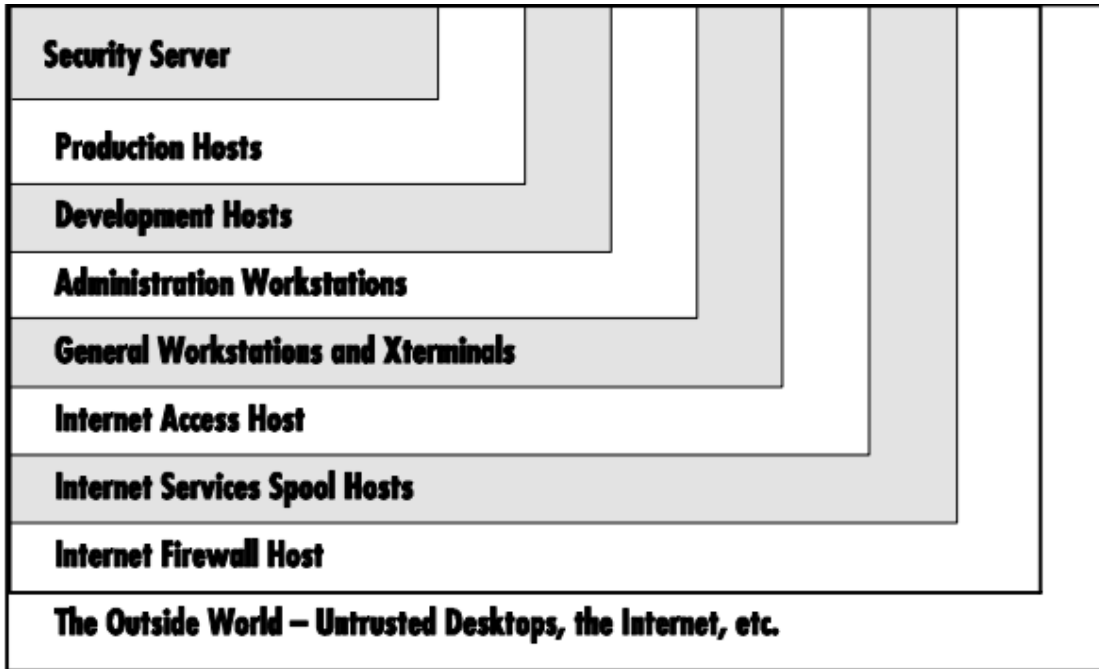 Security Server
Production Hosts
Development Hosts
Administration Workstations
General Workstations and Xterminals
Internet Access Host
Internet Services Spool Hosts
Internet Firewall Host
The Outside World – Untrusted Desktops, the Internet, etc.